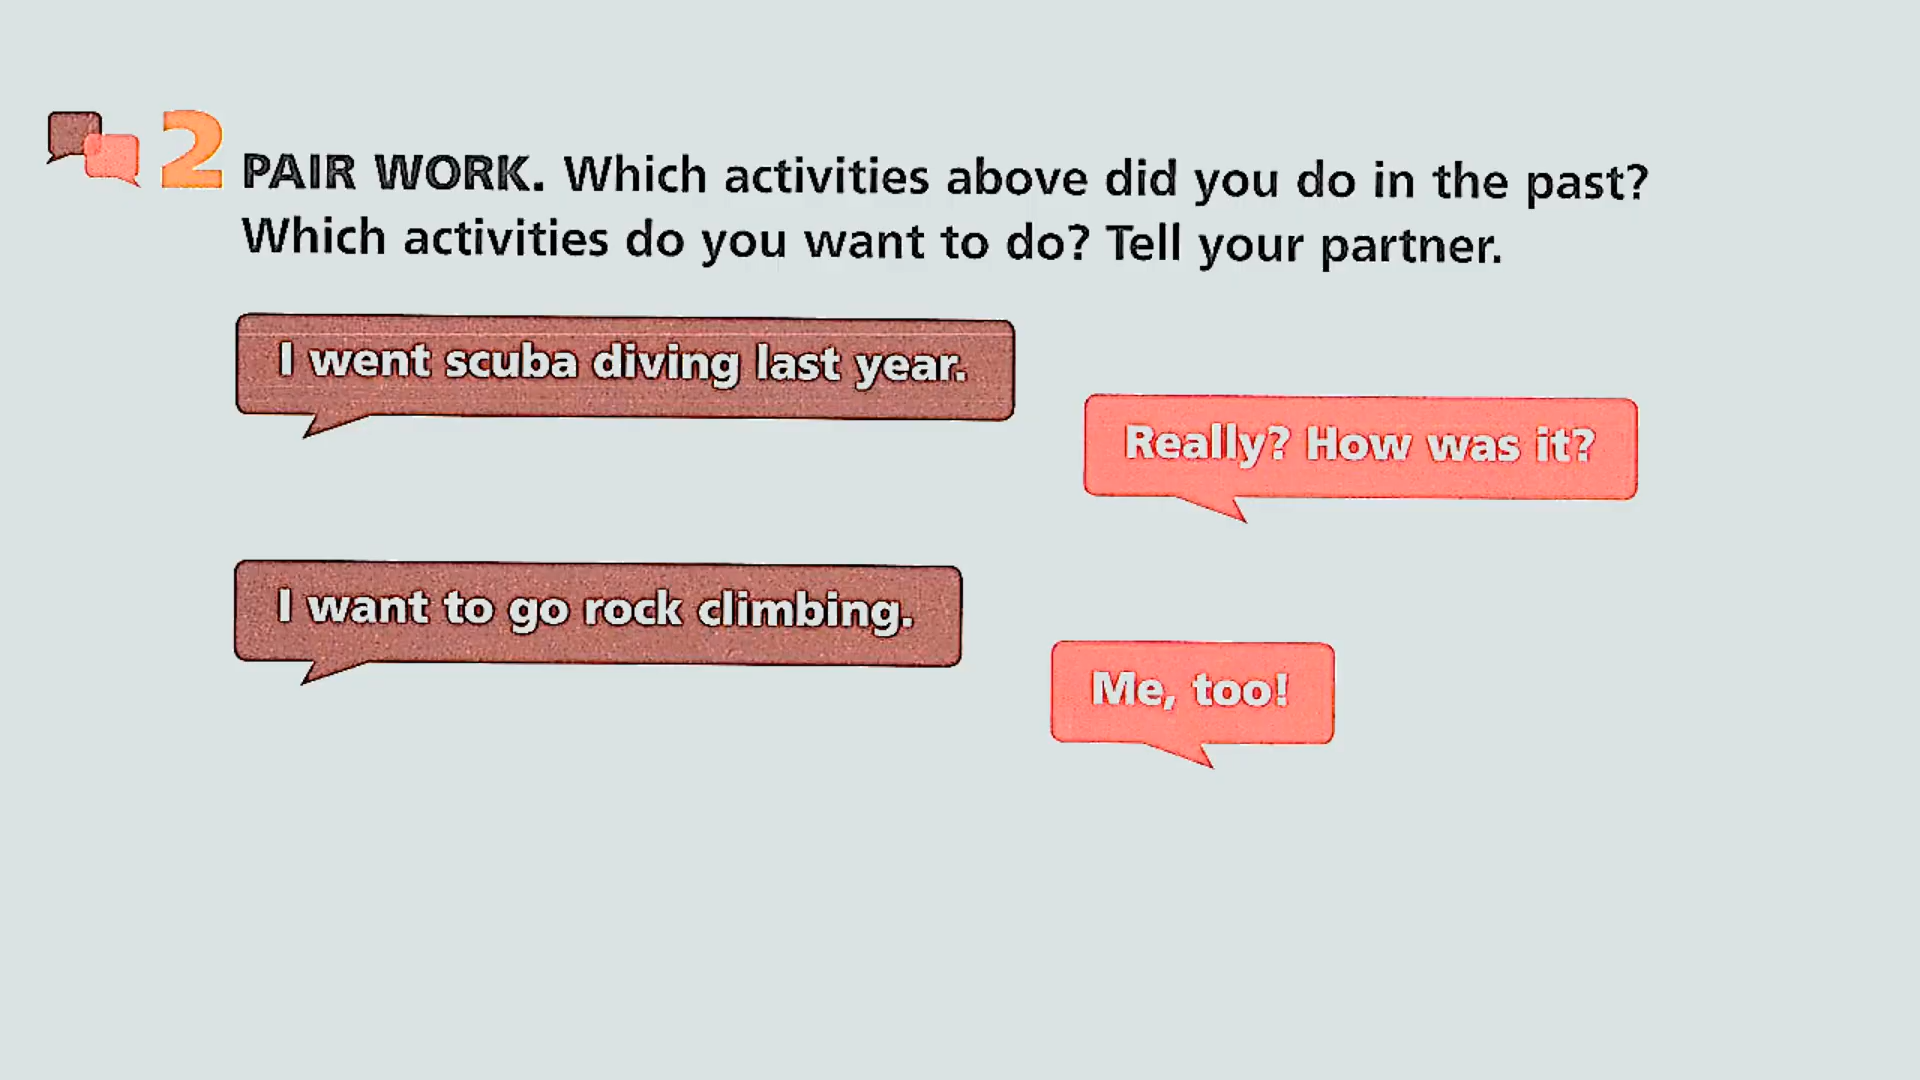 2 PAIR WORK. Which activities above did you do in the past?
Which activities do you want to do? Tell your partner.
I went scuba diving last year.
Really? How was it?
I want to go rock climbing.
Me, too!